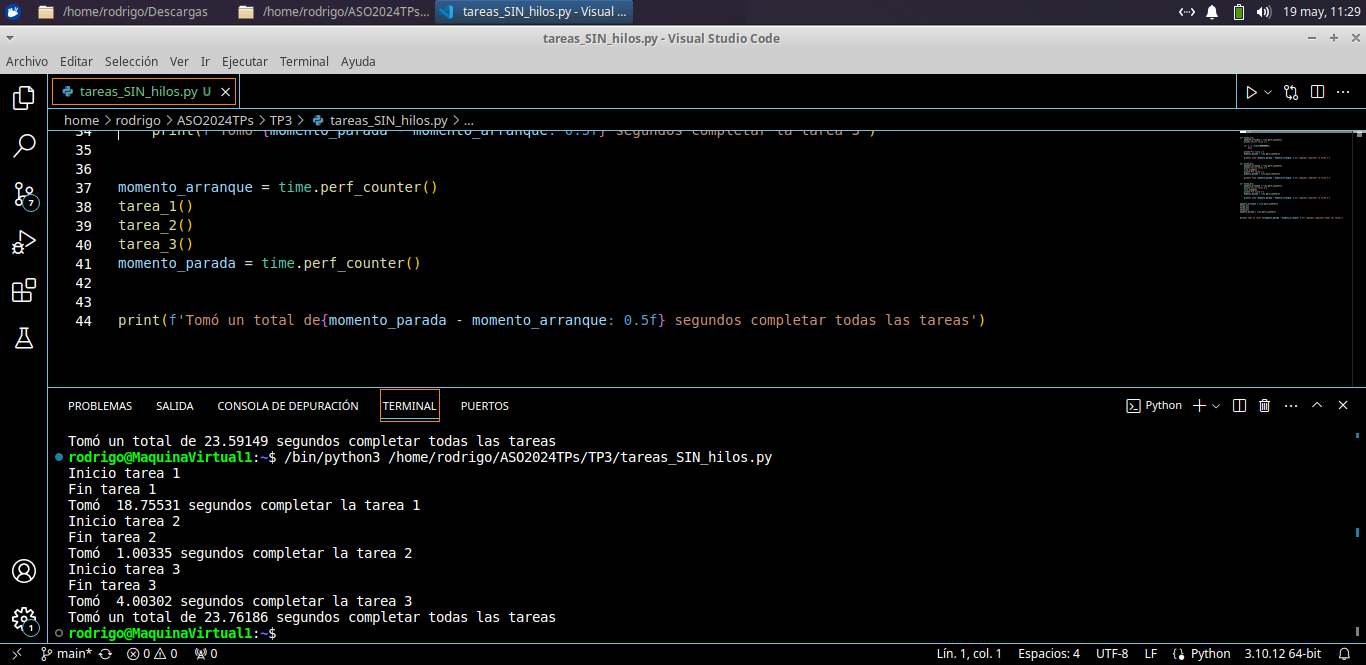 /home/rodrigo/Descargas /home/rodrigo/ASO2024TPs... tareas_SIN_hilos.py - Visual ... 19 may, 11:29
tareas_SIN_hilos.py - Visual Studio Code
Archivo Editar Selección Ver Ir Ejecutar Terminal Ayuda
tareas_SIN_hilos.py U
home > rodrigo > ASO2024TPs > TP3 > tareas_SIN_hilos.py > ...
34 print(f'Tomó {momento_parada - momento_arranque: 0.5f} segundos completar la tarea 3')
35
36
37 momento_arranque = time.perf_counter()
38 tarea_1()
39 tarea_2()
40 tarea_3()
41 momento_parada = time.perf_counter()
42
43
44 print(f'Tomó un total de{momento_parada - momento_arranque: 0.5f} segundos completar todas las tareas')
7
PROBLEMAS SALIDA CONSOLA DE DEPURACIÓN TERMINAL PUERTOS Python
Tomó un total de 23.59149 segundos completar todas las tareas
rodrigo@MaquinaVirtual1:~$ /bin/python3 /home/rodrigo/ASO2024TPs/TP3/tareas_SIN_hilos.py
Inicio tarea 1
Fin tarea 1
Tomó  18.75531 segundos completar la tarea 1
Inicio tarea 2
Fin tarea 2
Tomó  1.00335 segundos completar la tarea 2
Inicio tarea 3
Fin tarea 3
Tomó  4.00302 segundos completar la tarea 3
Tomó un total de 23.76186 segundos completar todas las tareas
rodrigo@MaquinaVirtual1:~$
1
main* 0 0 0 Lín. 1, col. 1 Espacios: 4 UTF-8 LF Python 3.10.12 64-bit